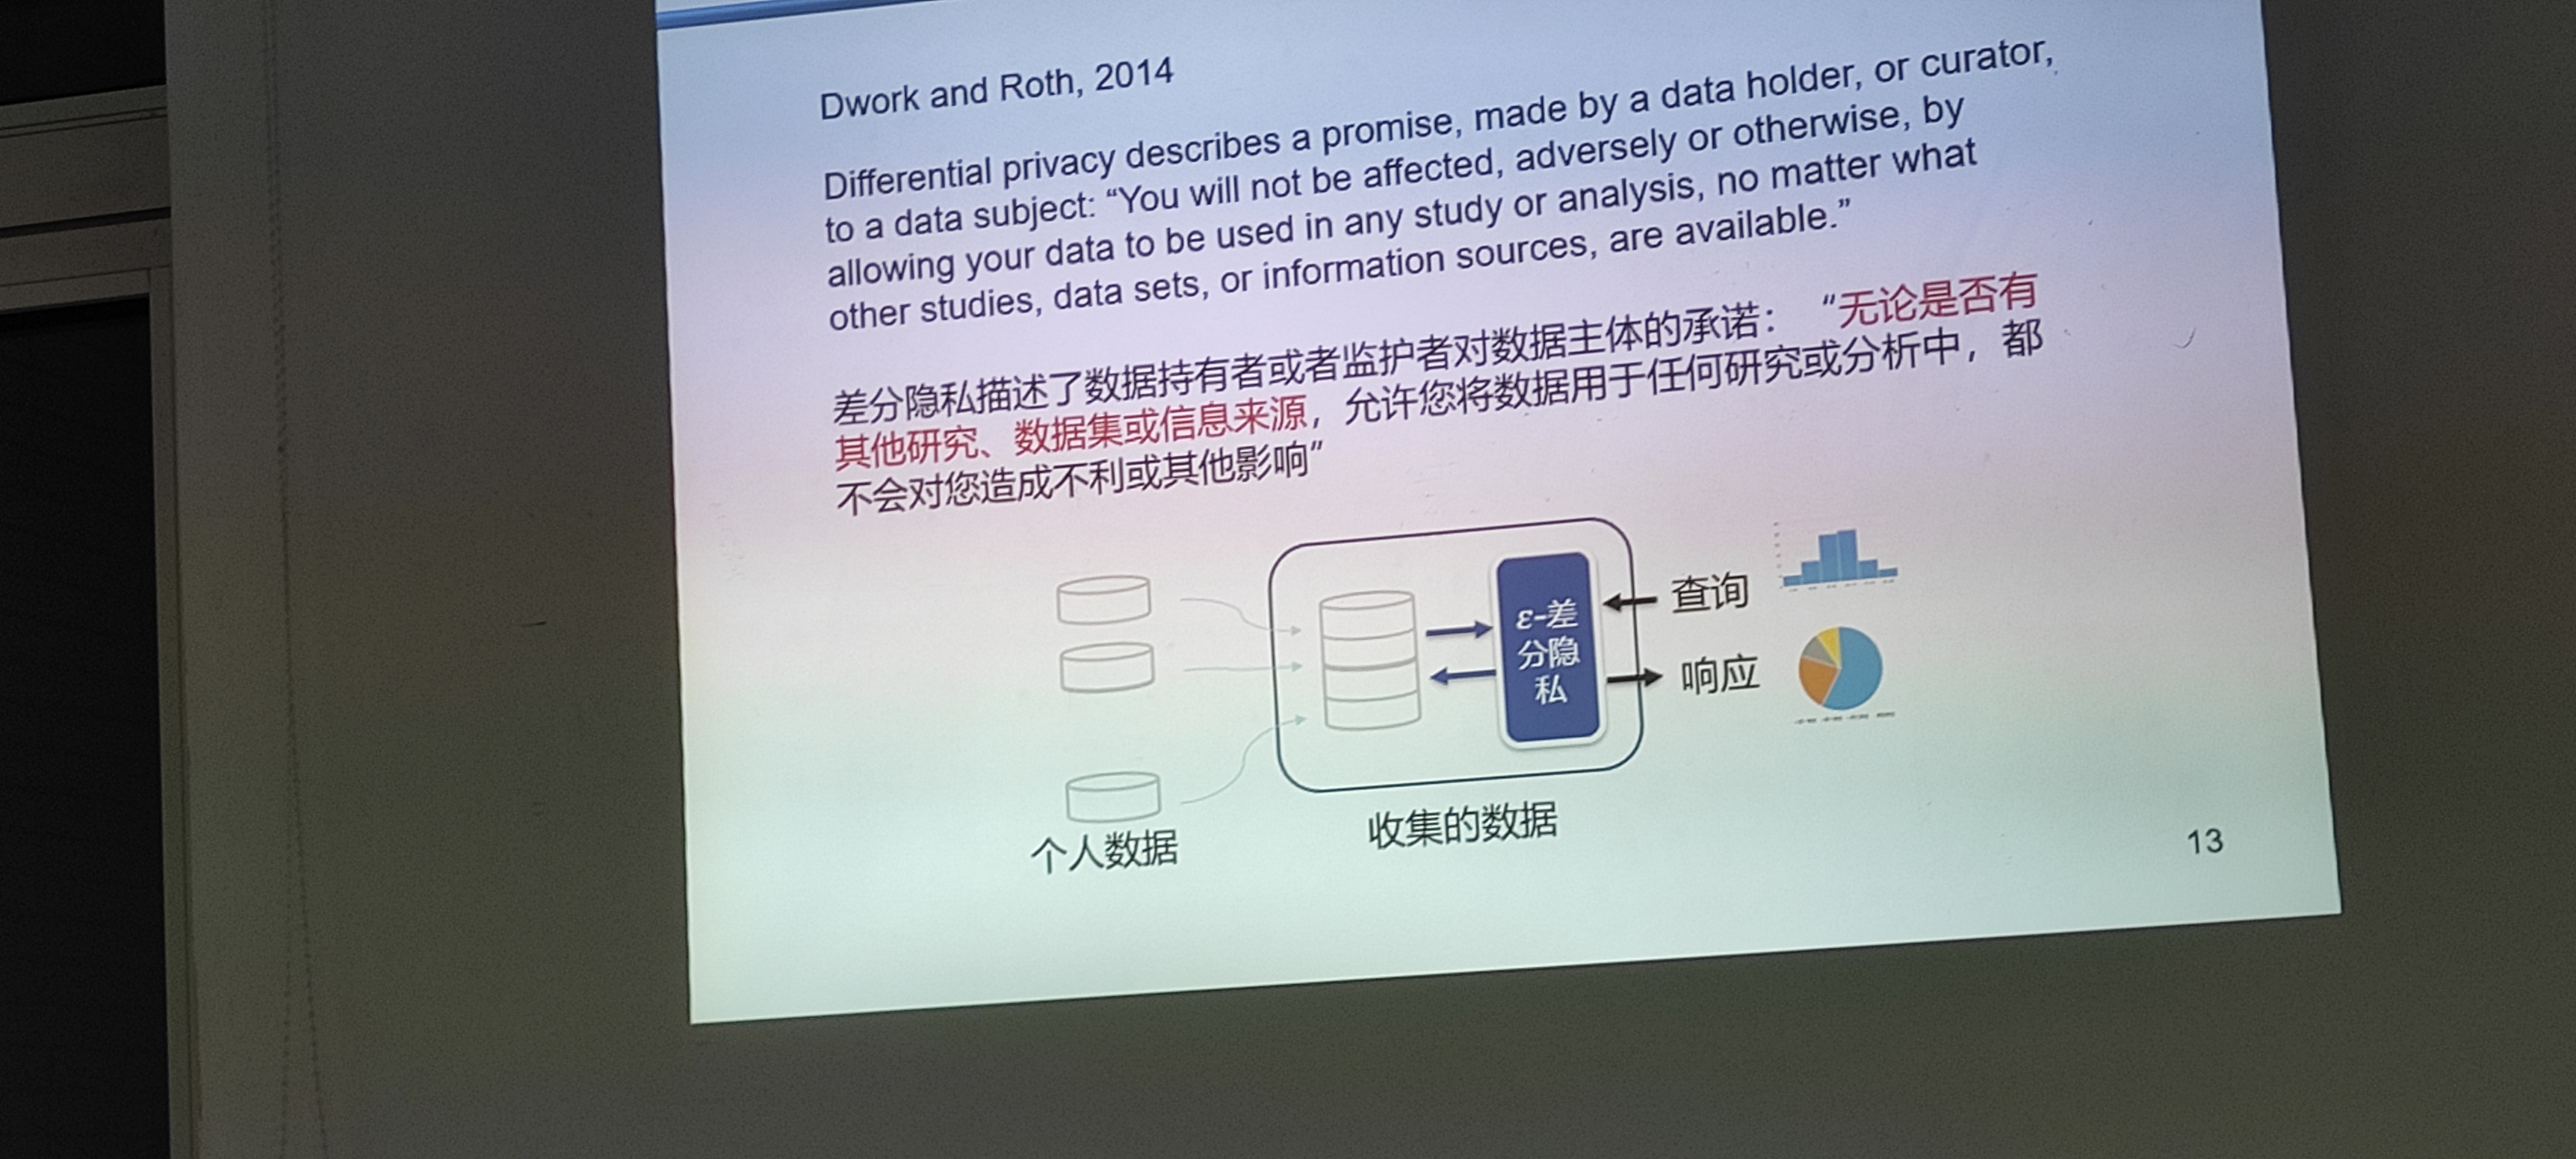 Dwork and Roth, 2014
Differential privacy describes a promise, made by a data holder, or curator,
to a data subject: “You will not be affected, adversely or otherwise, by
allowing your data to be used in any study or analysis, no matter what
other studies, data sets, or information sources, are available.”
差分隐私描述了数据持有者或者监护者对数据主体的承诺：“无论是否有
其他研究、数据集或信息来源，允许您将数据用于任何研究或分析中，都
不会对您造成不利或其他影响”
ε-差
分隐
私
查询
响应
个人数据
收集的数据
13